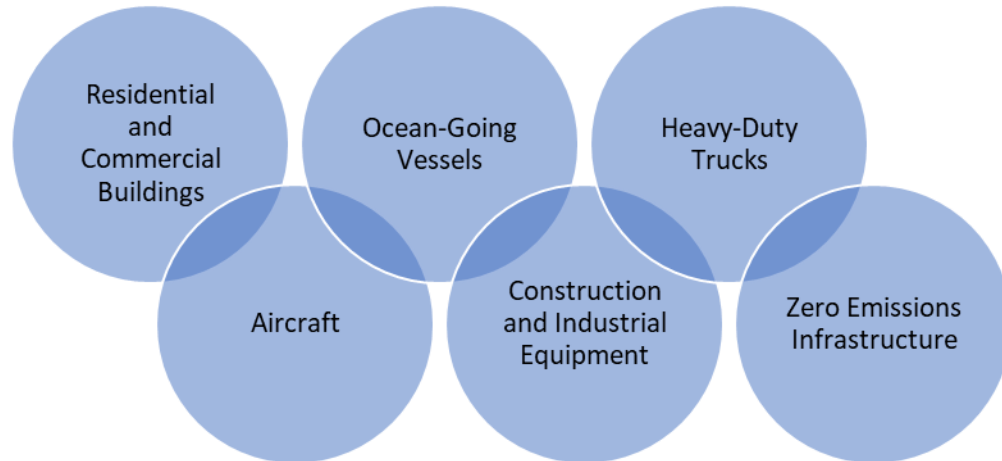 Residential
and
Commercial
Buildings
Ocean-Going
Vessels
Heavy-Duty
Trucks
Aircraft
Construction
and Industrial
Equipment
Zero Emissions
Infrastructure